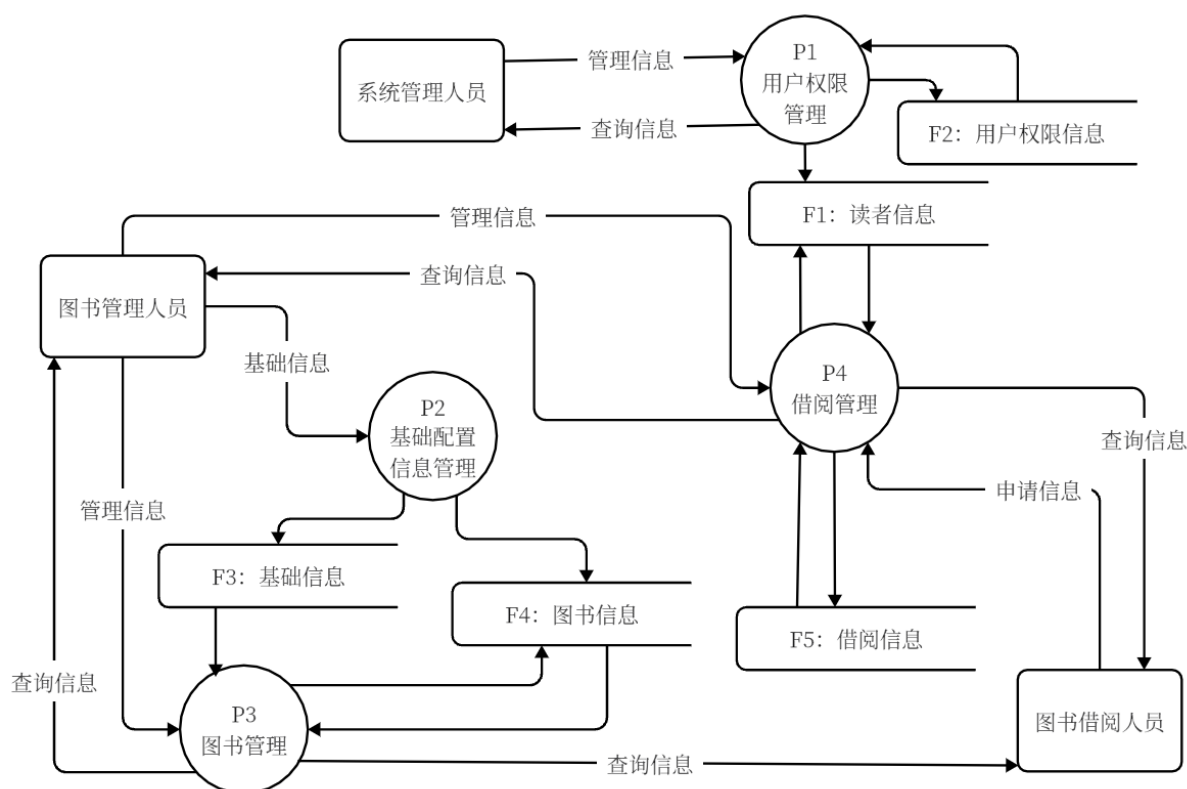 管理信息
P1
用户权限
管理
系统管理人员
查询信息
F2：用户权限信息
F1：读者信息
管理信息
查询信息
图书管理人员
基础信息
P4
借阅管理
P2
基础配置
信息管理
查询信息
申请信息
管理信息
F3：基础信息
F4：图书信息
F5：借阅信息
查询信息
P3
图书管理
图书借阅人员
查询信息